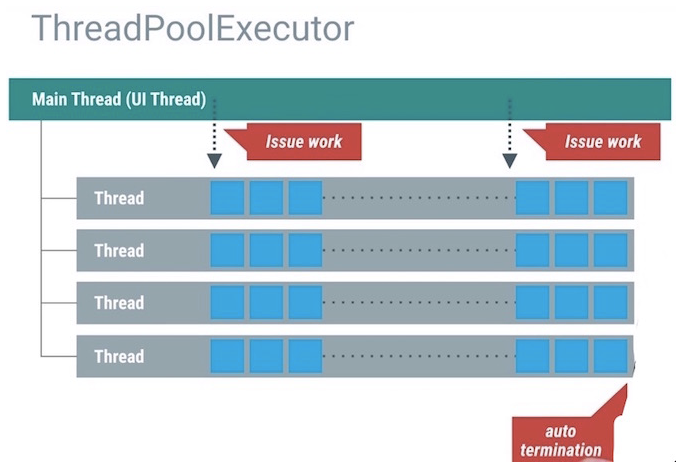 ThreadPoolExecutor
Main Thread (UI Thread)
Issue work
Issue work
Thread
Thread
Thread
Thread
auto
termination